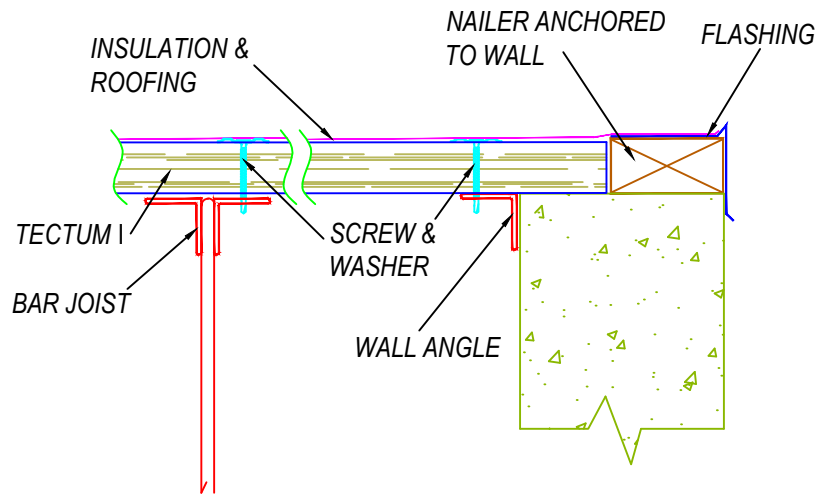 INSULATION &
ROOFING
NAILER ANCHORED
TO WALL
FLASHING
TECTUM I
SCREW &
WASHER
BAR JOIST
WALL ANGLE